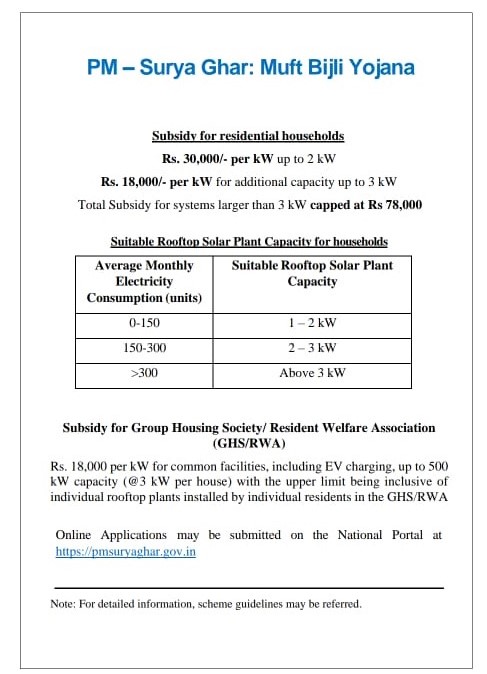 PM – Surya Ghar: Muft Bijli Yojana
Subsidy for residential households
Rs. 30,000/- per kW up to 2 kW
Rs. 18,000/- per kW for additional capacity up to 3 kW
Total Subsidy for systems larger than 3 kW capped at Rs 78,000
Suitable Rooftop Solar Plant Capacity for households
Average Monthly Electricity Consumption (units)
Suitable Rooftop Solar Plant Capacity
0-150
1 – 2 kW
150-300
2 – 3 kW
>300
Above 3 kW
Subsidy for Group Housing Society/ Resident Welfare Association
(GHS/RWA)
Rs. 18,000 per kW for common facilities, including EV charging, up to 500
kW capacity (@3 kW per house) with the upper limit being inclusive of
individual rooftop plants installed by individual residents in the GHS/RWA
Online Applications may be submitted on the National Portal at
https://pmsuryaghar.gov.in
Note: For detailed information, scheme guidelines may be referred.